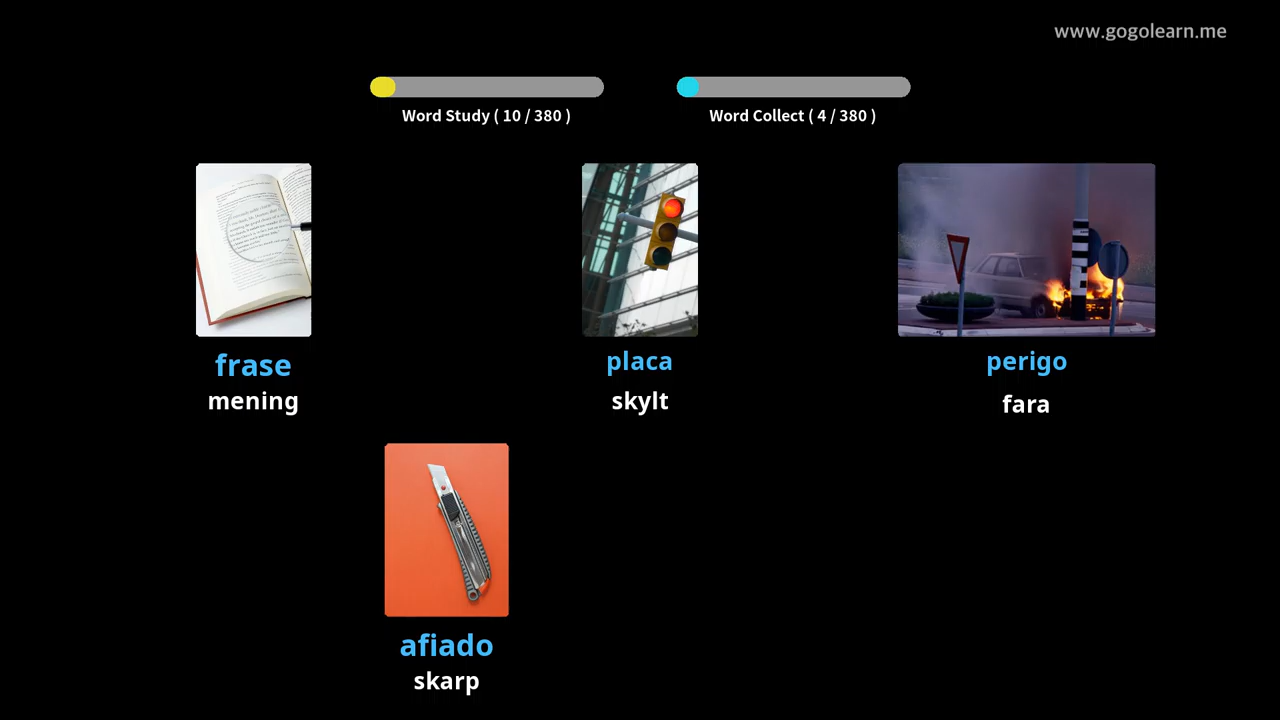 www.gogolearn.me
Word Study ( 10 / 380 )
Word Collect ( 4 / 380 )
frase
mening
placa
skylt
perigo
fara
afiado
skarp